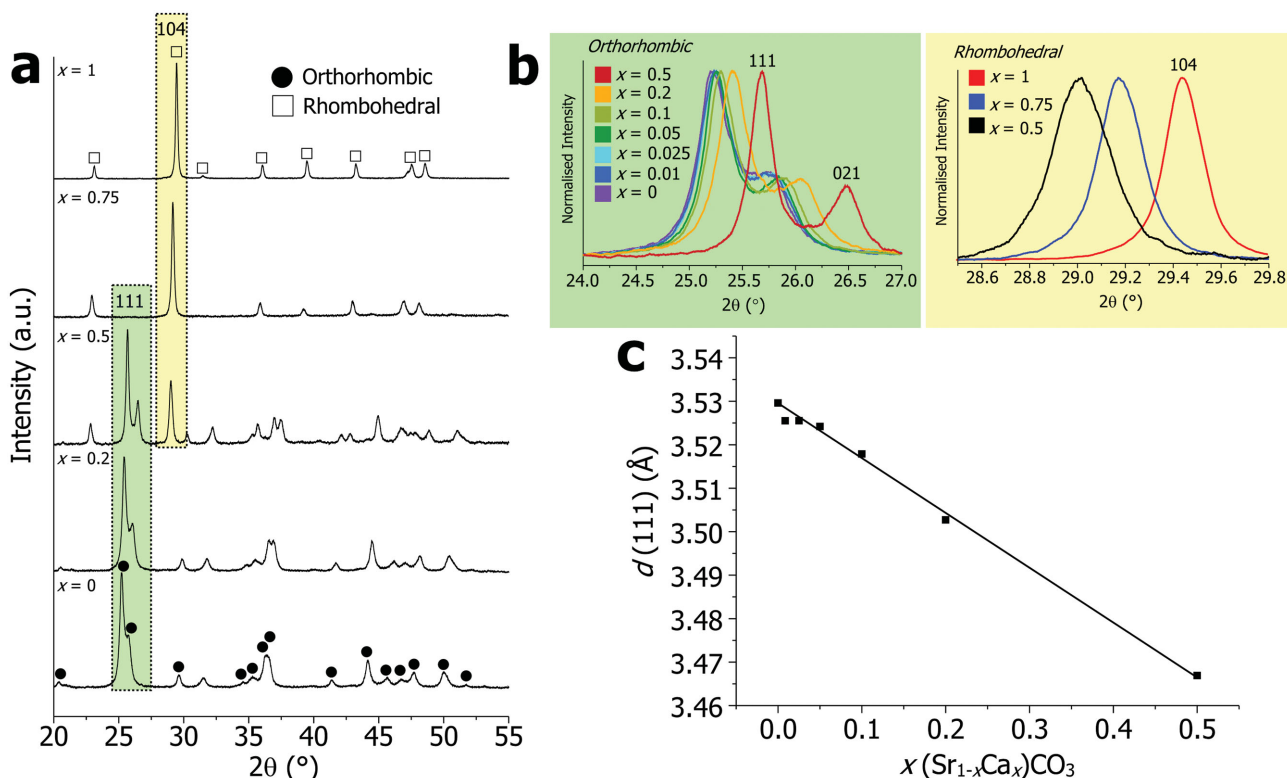 a
x = 1
104
● Orthorhombic
□ Rhombohedral
x = 0.75
111
x = 0.5
x = 0.2
x = 0
Intensity (a.u.)
20 25 30 35 40 45 50 55
2θ (°)
b
Orthorhombic
x = 0.5
x = 0.2
x = 0.1
x = 0.05
x = 0.025
x = 0.01
x = 0
111
021
Normalised Intensity
24.0 24.5 25.0 25.5 26.0 26.5 27.0
2θ (°)
Rhombohedral
x = 1
x = 0.75
x = 0.5
104
Normalised Intensity
28.6 28.8 29.0 29.2 29.4 29.6 29.8
2θ (°)
c
3.54
3.53
3.52
3.51
3.50
3.49
3.48
3.47
3.46
d (111) (Å)
0.0 0.1 0.2 0.3 0.4 0.5
x (Sr₁₋ₓCaₓ)CO₃